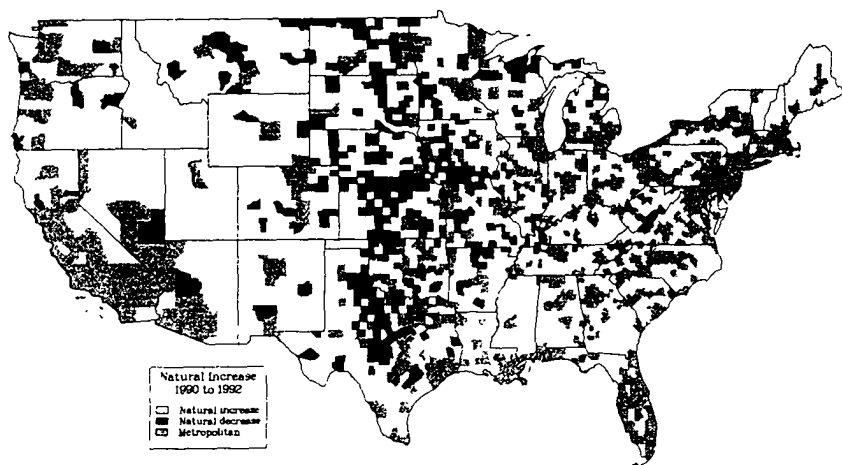 Natural Increase
1990 to 1992
Natural increase
Natural decrease
Metropolitan